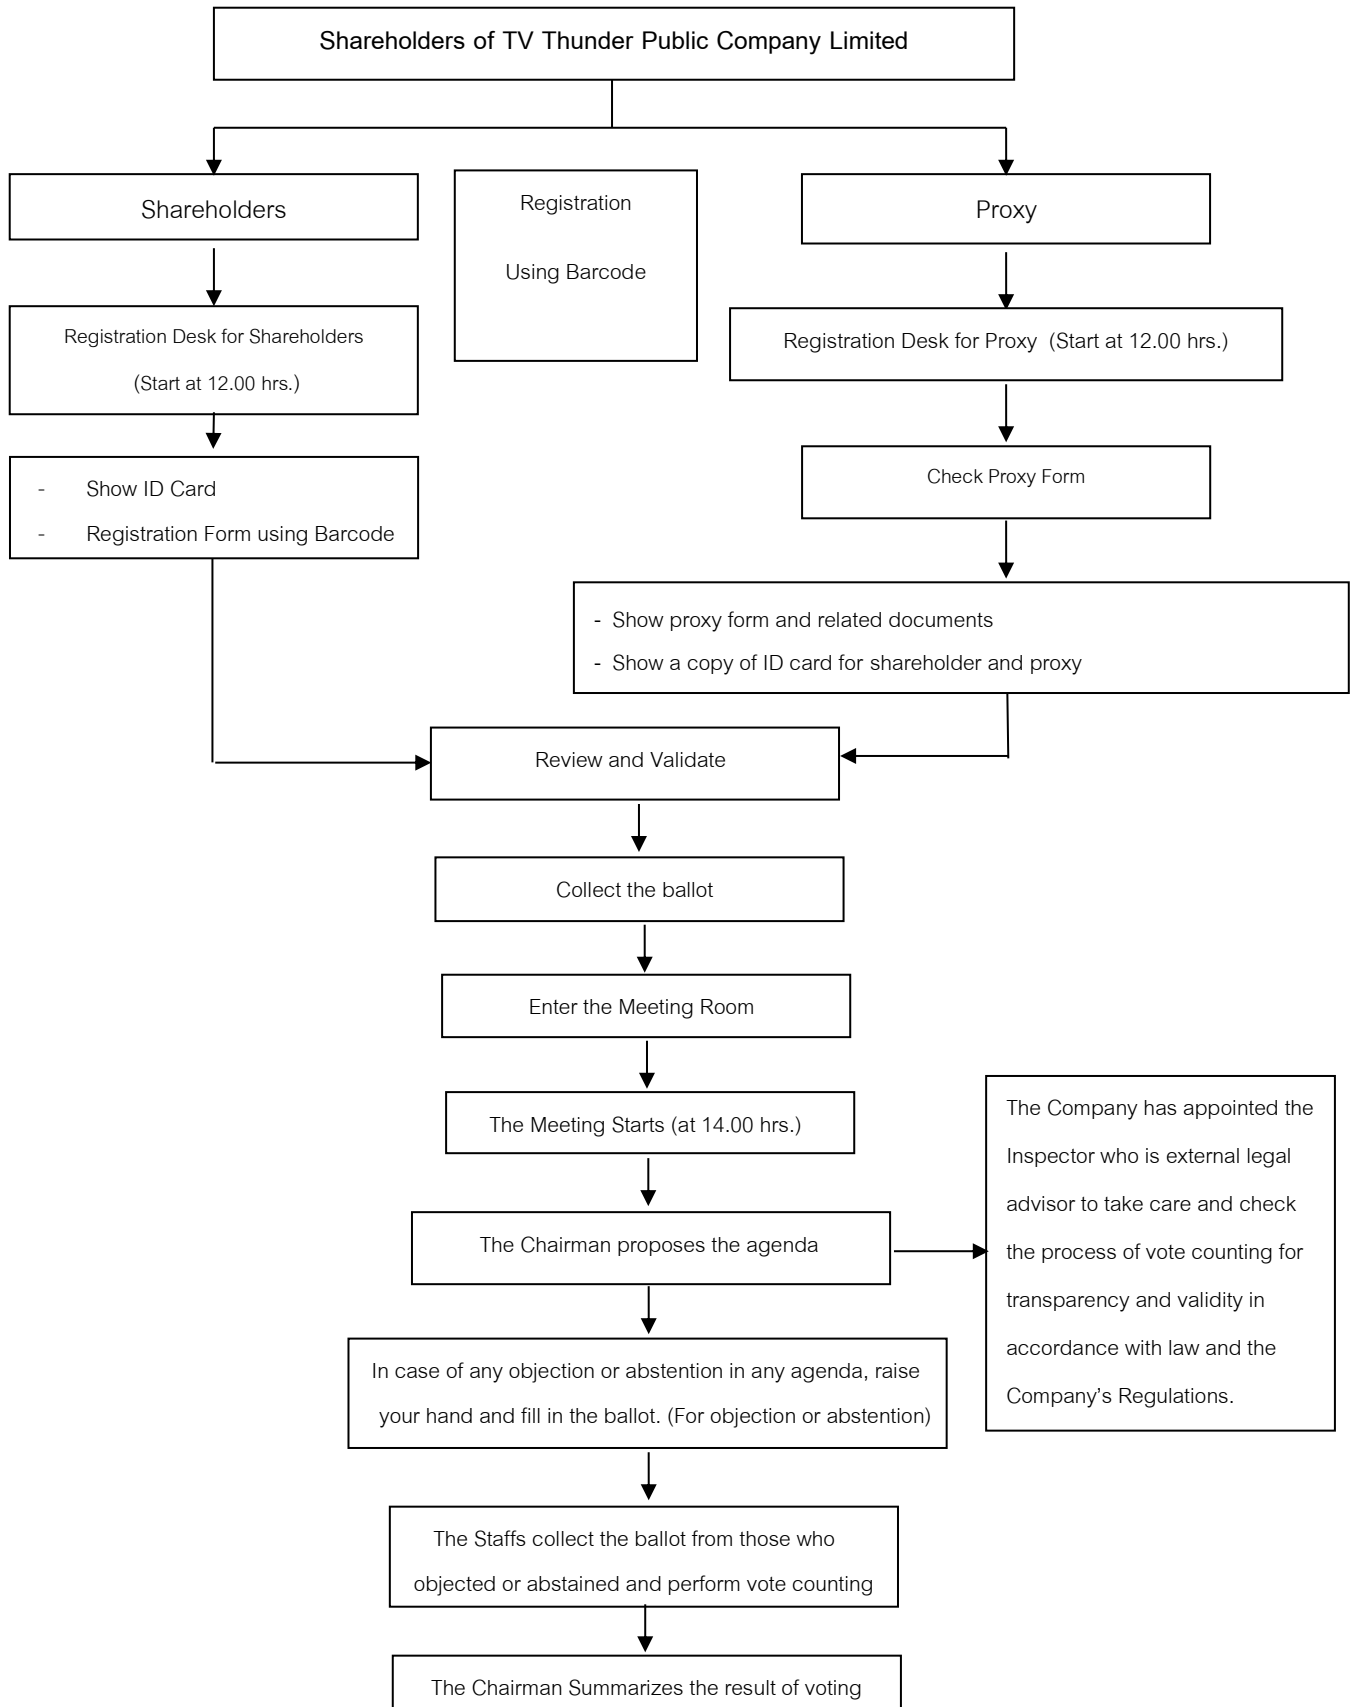 Shareholders of TV Thunder Public Company Limited
Shareholders
Registration
Using Barcode
Proxy
Registration Desk for Shareholders
(Start at 12.00 hrs.)
Registration Desk for Proxy (Start at 12.00 hrs.)
- Show ID Card
- Registration Form using Barcode
Check Proxy Form
- Show proxy form and related documents
- Show a copy of ID card for shareholder and proxy
Review and Validate
Collect the ballot
Enter the Meeting Room
The Meeting Starts (at 14.00 hrs.)
The Chairman proposes the agenda
The Company has appointed the
Inspector who is external legal
advisor to take care and check
the process of vote counting for
transparency and validity in
accordance with law and the
Company's Regulations.
In case of any objection or abstention in any agenda, raise
your hand and fill in the ballot. (For objection or abstention)
The Staffs collect the ballot from those who
objected or abstained and perform vote counting
The Chairman Summarizes the result of voting